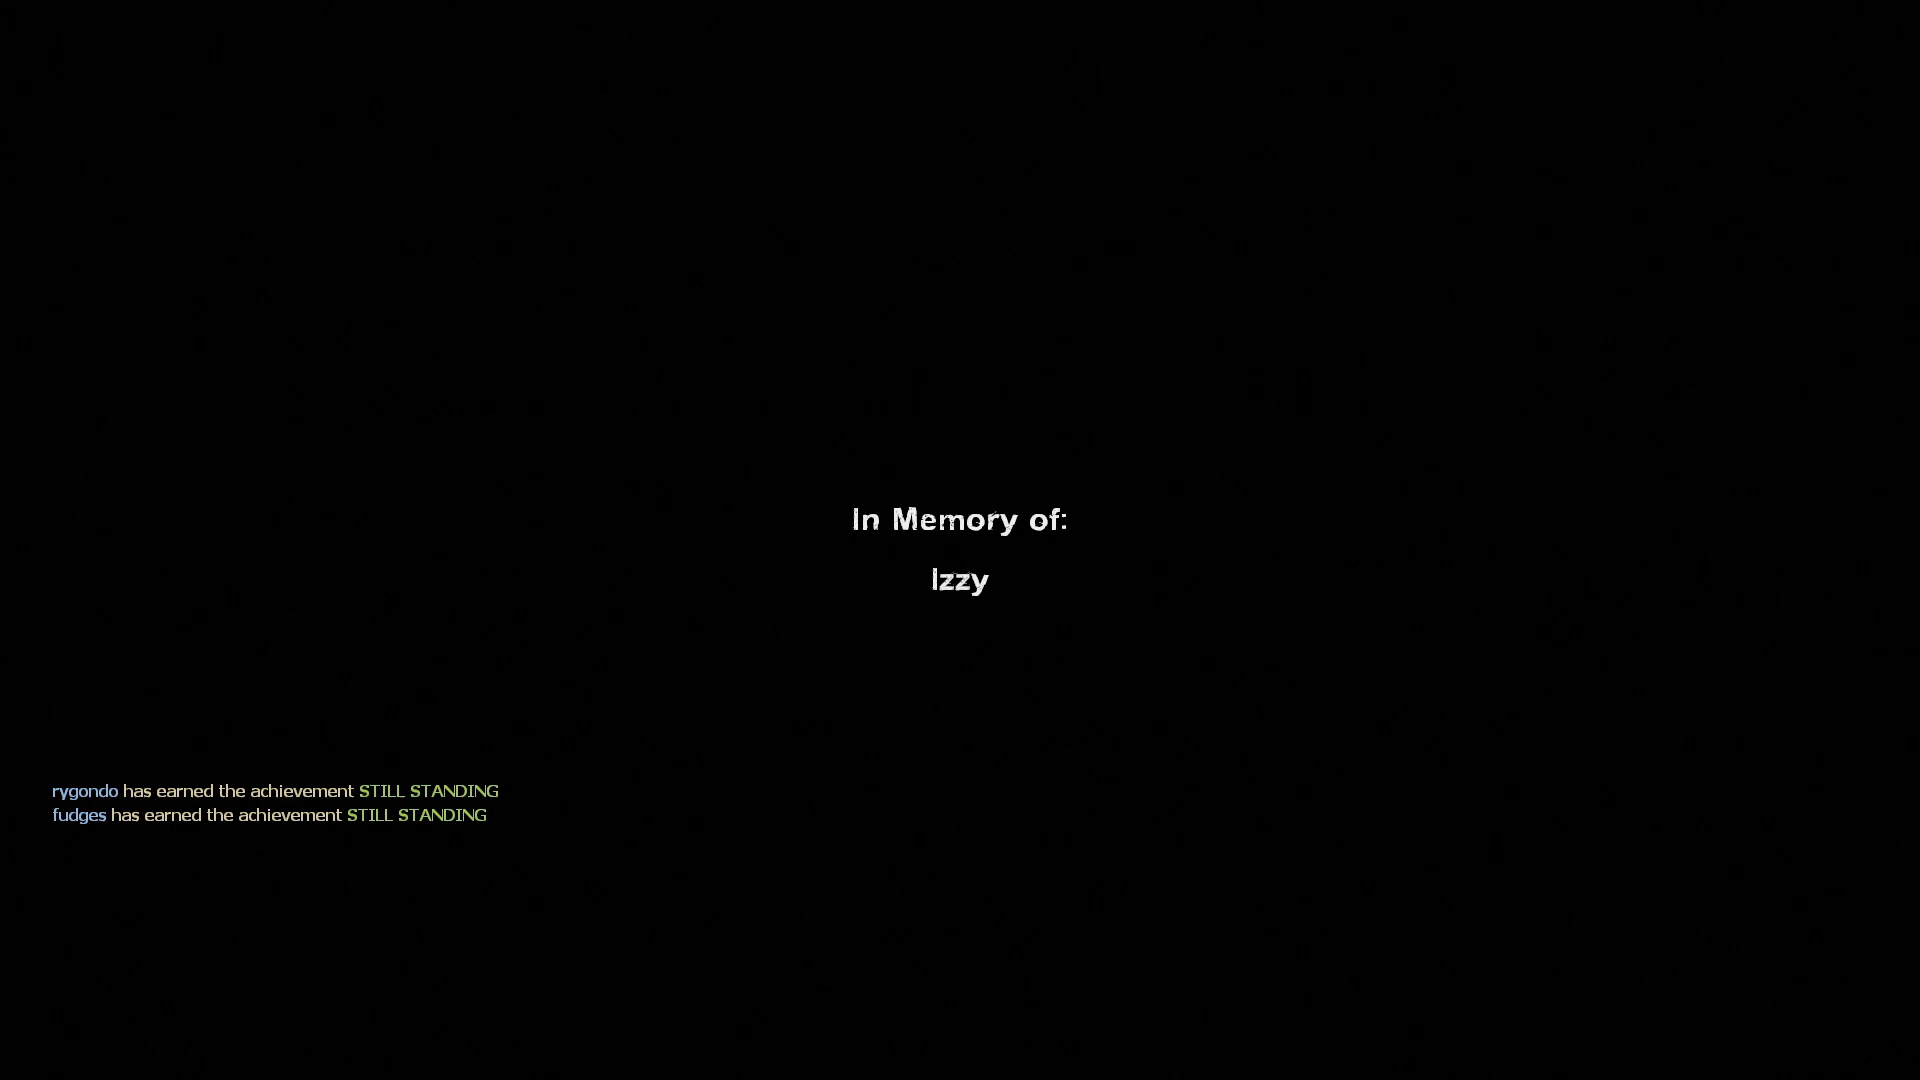 In Memory of:
Izzy
rygondo has earned the achievement STILL STANDING
fudges has earned the achievement STILL STANDING